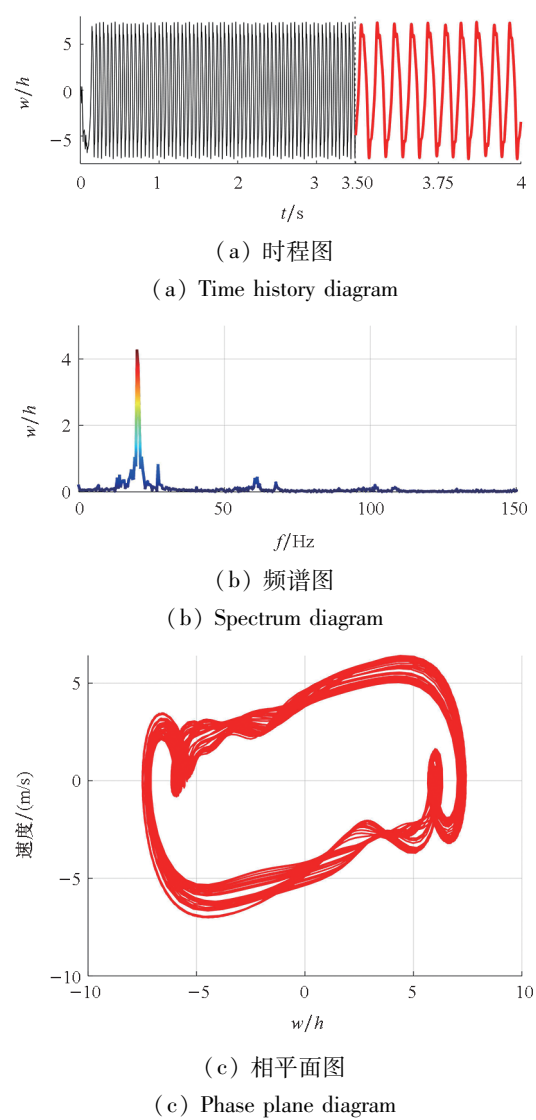 5
0
−5
w/h
0
1
2
3
3.50
3.75
4
t/s
(a) 时程图
(a) Time history diagram
4
2
0
w/h
0
50
100
150
f/Hz
(b) 频谱图
(b) Spectrum diagram
5
0
−5
−10
速度/(m/s)
−10
−5
0
5
10
w/h
(c) 相平面图
(c) Phase plane diagram